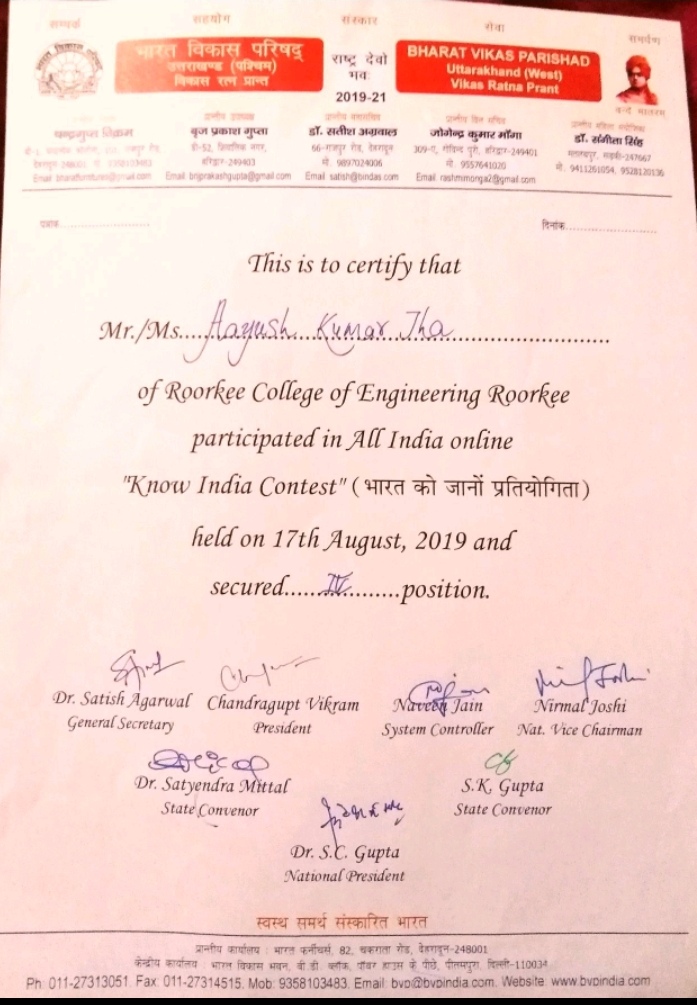 सम्पर्क सहयोग संस्कार सेवा समर्पण
भारत विकास परिषद्
उत्तराखण्ड (पश्चिम)
विकास रत्न प्रान्त
राष्ट्र देवो
भव:
2019-21
BHARAT VIKAS PARISHAD
Uttarakhand (West)
Vikas Ratna Prant
वन्दे मातरम
चन्द्रगुप्त विक्रम
प्रान्तीय अध्यक्ष
बृज प्रकाश गुप्ता
डी-52, शिवालिक नगर,
हरिद्वार-249403
Email: brijprakashgupta@gmail.com
प्रान्तीय महासचिव
डॉ. सतीश अग्रवाल
66-राजपुर रोड, देहरादून
मो. 9897024006
Email: satish@bindas.com
प्रान्तीय वित्त सचिव
जोगेन्द्र कुमार मोंगा
309-ए, गोविन्द पुरी, हरिद्वार-249401
मो. 9557641020
Email: rashmimonga2@gmail.com
प्रान्तीय महिला संयोजिका
डॉ. संगीता सिंह
रुड़की-247667
मो. 9411261054, 9528120136
पत्रांक.......................... दिनांक..........................
This is to certify that
Mr./Ms.....Aayush Kumar Jha..............................
of Roorkee College of Engineering Roorkee
participated in All India online
"Know India Contest" ( भारत को जानों प्रतियोगिता )
held on 17th August, 2019 and
secured......IV.........position.
Dr. Satish Agarwal Chandragupt Vikram Naveen Jain Nirmal Joshi
General Secretary President System Controller Nat. Vice Chairman
Dr. Satyendra Mittal S.K. Gupta
State Convenor State Convenor
Dr. S.C. Gupta
National President
स्वस्थ समर्थ संस्कारित भारत
प्रान्तीय कार्यालय : भारत फर्नीचर्स, 82, चकराता रोड, देहरादून-248001
केन्द्रीय कार्यालय : भारत विकास भवन, बी.डी. ब्लॉक, पॉवर हाउस के पीछे, पीतमपुरा, दिल्ली-110034
Ph: 011-27313051. Fax: 011-27314515. Mob: 9358103483. Email: bvp@bvpindia.com. Website: www.bvpindia.com